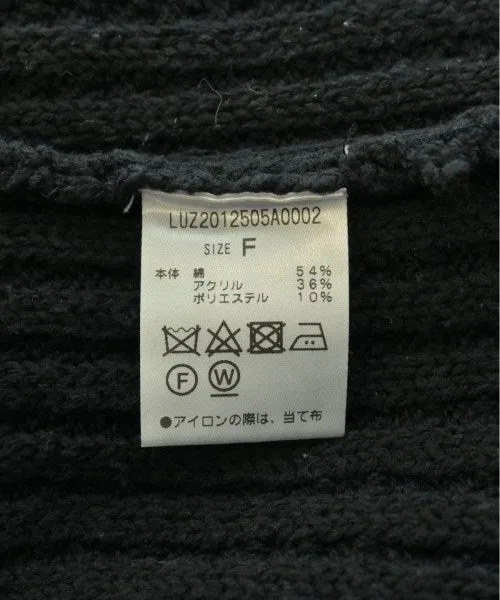 LUZ2012505A0002
SIZE F
本体 綿 54%
アクリル 36%
ポリエステル 10%
F W
●アイロンの際は、当て布